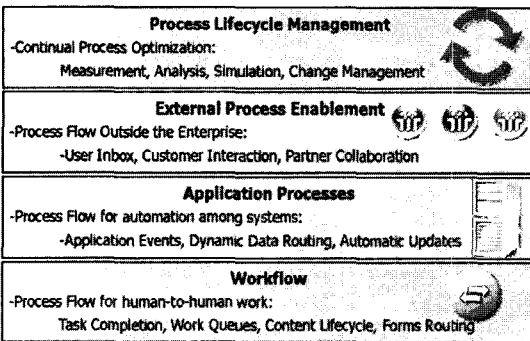 Process Lifecycle Management
-Continual Process Optimization:
Measurement, Analysis, Simulation, Change Management
External Process Enablement
-Process Flow Outside the Enterprise:
-User Inbox, Customer Interaction, Partner Collaboration
Application Processes
-Process Flow for automation among systems:
-Application Events, Dynamic Data Routing, Automatic Updates
Workflow
-Process Flow for human-to-human work:
Task Completion, Work Queues, Content Lifecycle, Forms Routing